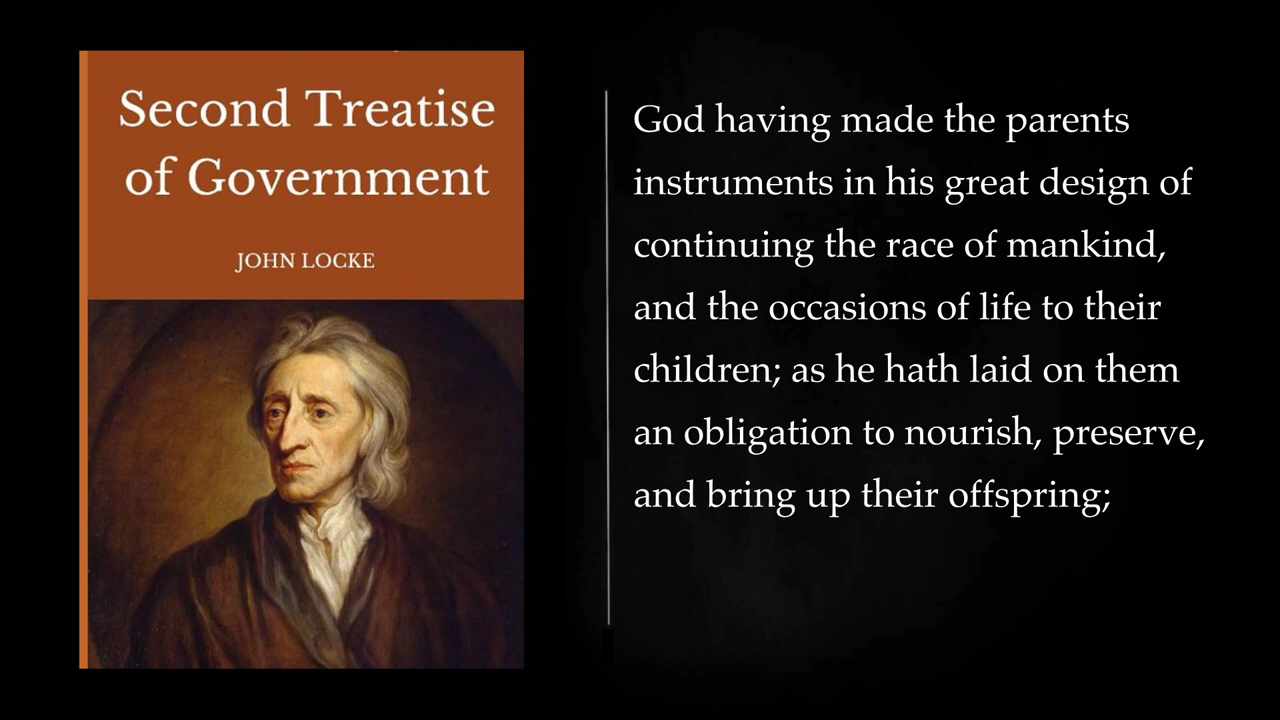 Second Treatise
of Government
JOHN LOCKE
God having made the parents
instruments in his great design of
continuing the race of mankind,
and the occasions of life to their
children; as he hath laid on them
an obligation to nourish, preserve,
and bring up their offspring;